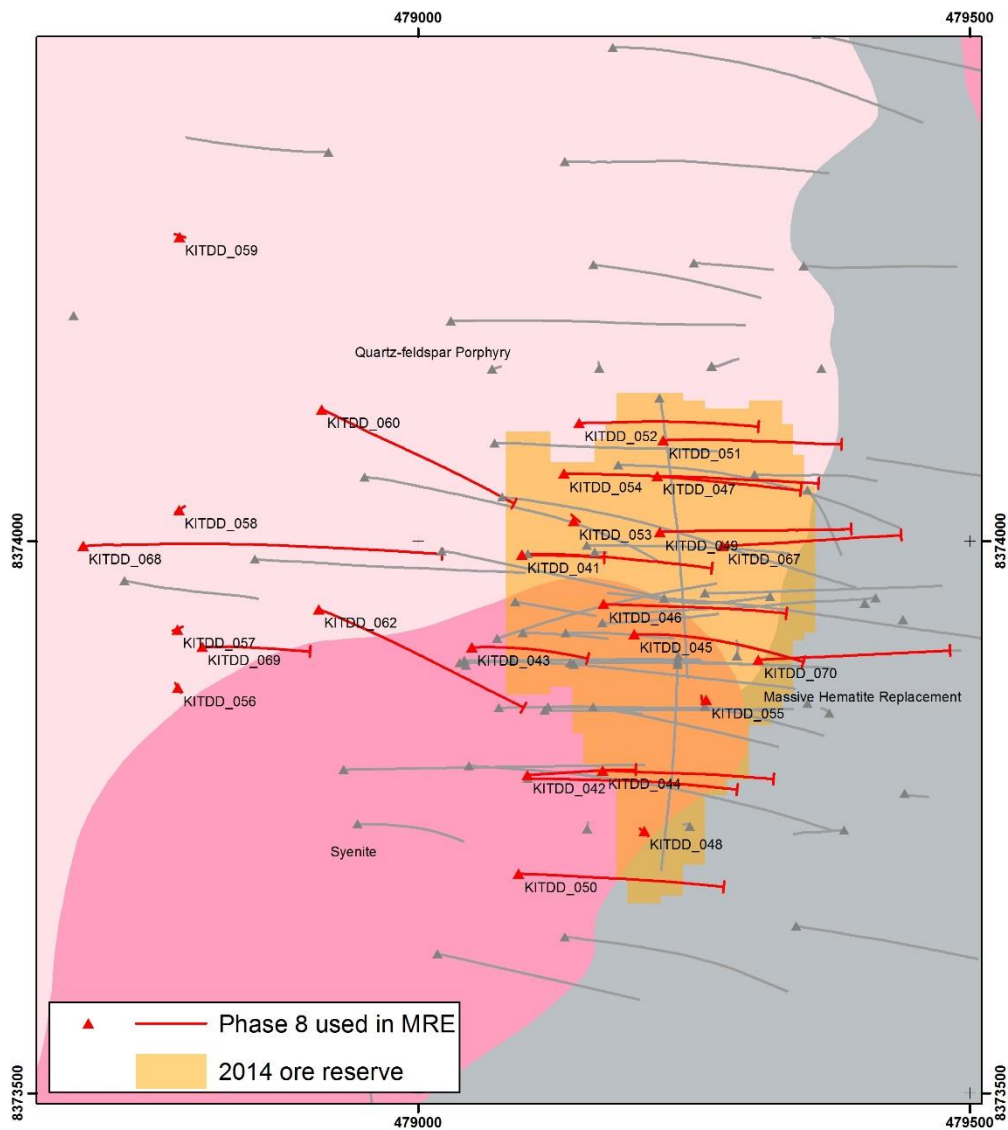 479000
479500
KITDD_059
Quartz-feldspar Porphyry
KITDD_060
KITDD_052
KITDD_051
KITDD_054
KITDD_047
KITDD_058
KITDD_053
8374000
8374000
KITDD_049
KITDD_068
KITDD_067
KITDD_041
KITDD_046
KITDD_062
KITDD_057
KITDD_045
KITDD_069
KITDD_043
KITDD_070
KITDD_056
Massive Hematite Replacement
KITDD_055
KITDD_044
KITDD_042
KITDD_048
Syenite
KITDD_050
Phase 8 used in MRE
2014 ore reserve
8373500
8373500
479000
479500